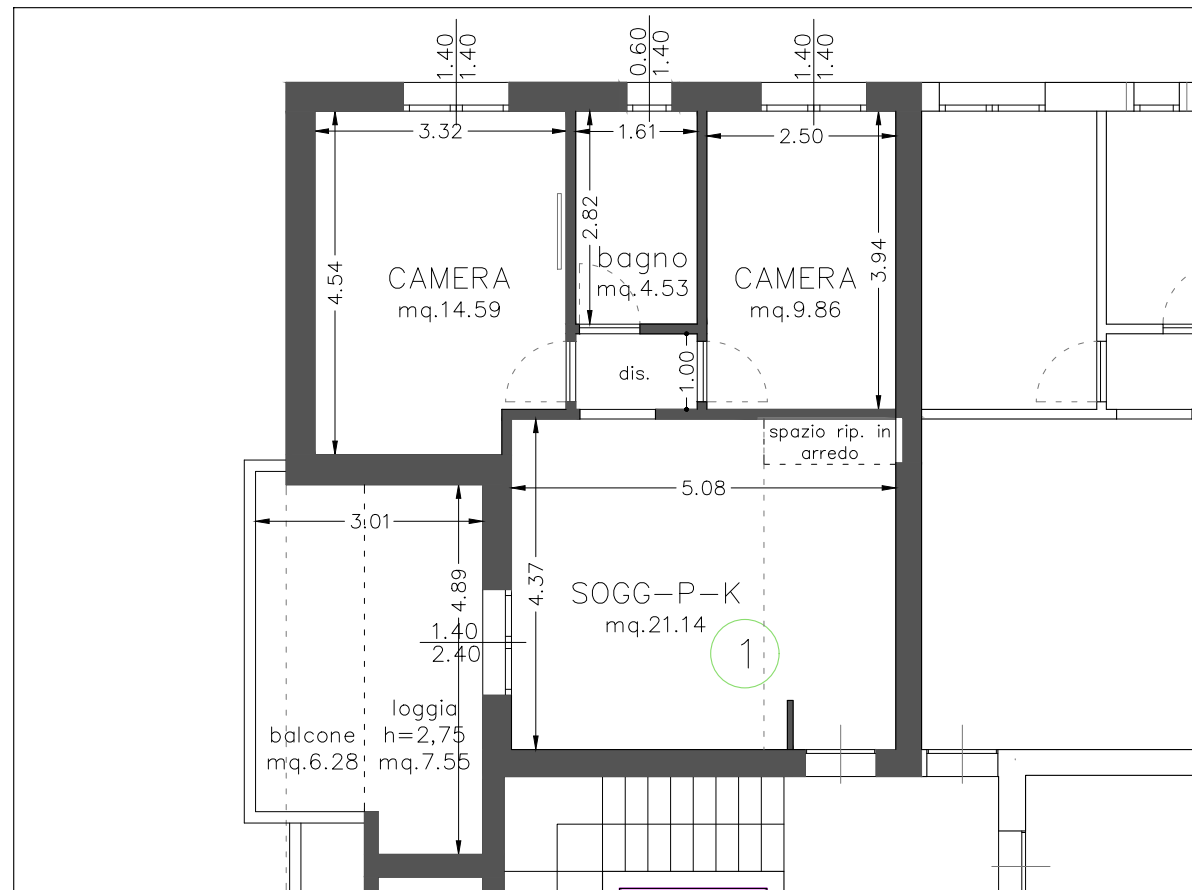 1.40
1.40
0.60
1.40
1.40
1.40
3.32
1.61
2.50
2.82
4.54
3.94
CAMERA
mq.14.59
bagno
mq.4.53
CAMERA
mq.9.86
dis.
1.00
spazio rip. in
arredo
5.08
3.01
4.89
4.37
SOGG-P-K
mq.21.14
1
1.40
2.40
loggia
h=2,75
mq.7.55
balcone
mq.6.28